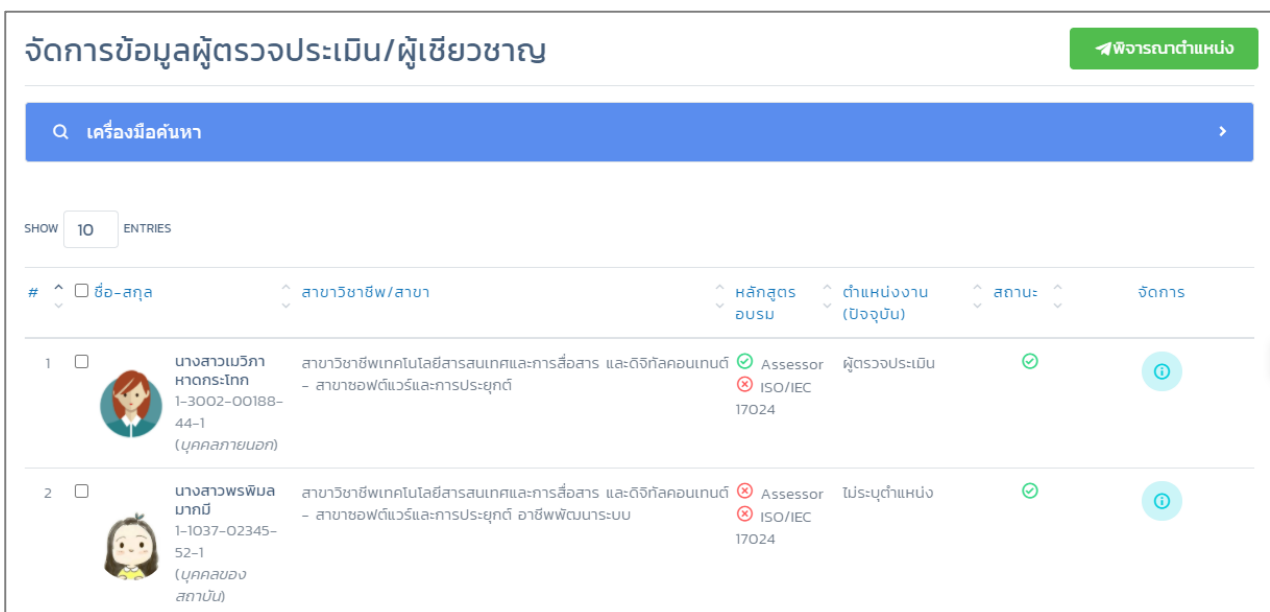 จัดการข้อมูลผู้ตรวจประเมิน/ผู้เชียวชาญ
พิจารณาตำแหน่ง
เครื่องมือค้นหา
SHOW 10 ENTRIES
# ชื่อ-สกุล สาขาวิชาชีพ/สาขา หลักสูตร ตำแหน่งงาน สถานะ จัดการ
อบรม (ปัจจุบัน)
1 นางสาวเมวิภา สาขาวิชาชีพเทคโนโลยีสารสนเทศและการสื่อสาร และดิจิทัลคอนเทนต์ Assessor ผู้ตรวจประเมิน
หาดกระโทก - สาขาซอฟต์แวร์และการประยุกต์ ISO/IEC
1-3002-00188- 17024
44-1
(บุคคลภายนอก)
2 นางสาวพรพิมล สาขาวิชาชีพเทคโนโลยีสารสนเทศและการสื่อสาร และดิจิทัลคอนเทนต์ Assessor ไม่ระบุตำแหน่ง
มากมี - สาขาซอฟต์แวร์และการประยุกต์ อาชีพพัฒนาระบบ ISO/IEC
1-1037-02345- 17024
52-1
(บุคคลของ
สถาบัน)